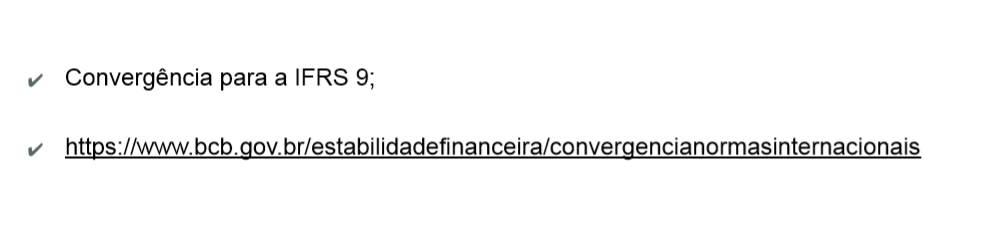 ✔ Convergência para a IFRS 9;
✔ https://www.bcb.gov.br/estabilidadefinanceira/convergencianormasinternacionais